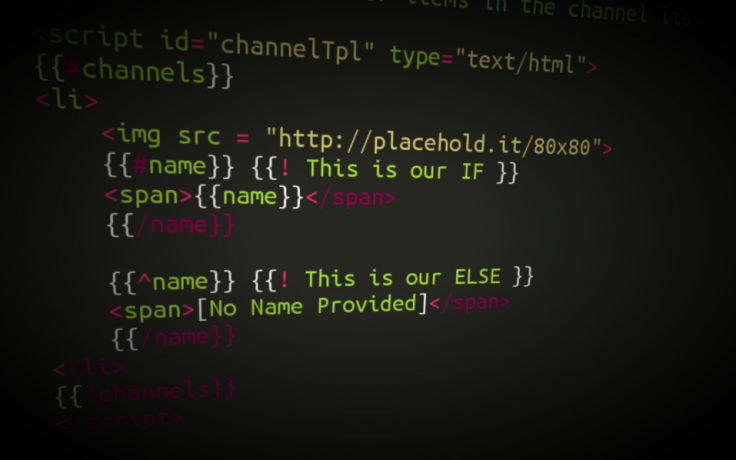 items in the channel lis
<script id="channelTpl" type="text/html">
{{#channels}}
<li>
<img src = "http://placehold.it/80x80">
{{#name}} {{! This is our IF }}
<span>{{name}}</span>
{{/name}}
{{^name}} {{! This is our ELSE }}
<span>[No Name Provided]</span>
{{/name}}
</li>
{{/channels}}
</script>